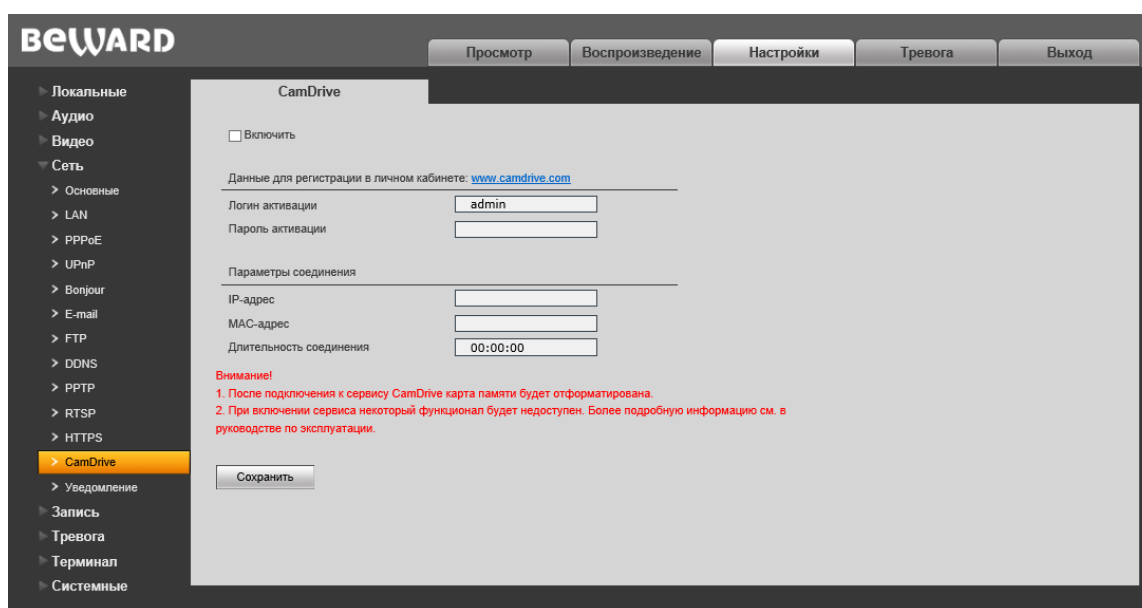 BEWARD
Просмотр
Воспроизведение
Настройки
Тревога
Выход
Локальные
Аудио
Видео
Сеть
Основные
LAN
PPPoE
UPnP
Bonjour
E-mail
FTP
DDNS
PPTP
RTSP
HTTPS
CamDrive
Уведомление
Запись
Тревога
Терминал
Системные
CamDrive
Включить
Данные для регистрации в личном кабинете: www.camdrive.com
Логин активации admin
Пароль активации
Параметры соединения
IP-адрес
MAC-адрес
Длительность соединения 00:00:00
Внимание!
1. После подключения к сервису CamDrive карта памяти будет отформатирована.
2. При включении сервиса некоторый функционал будет недоступен. Более подробную информацию см. в
руководстве по эксплуатации.
Сохранить